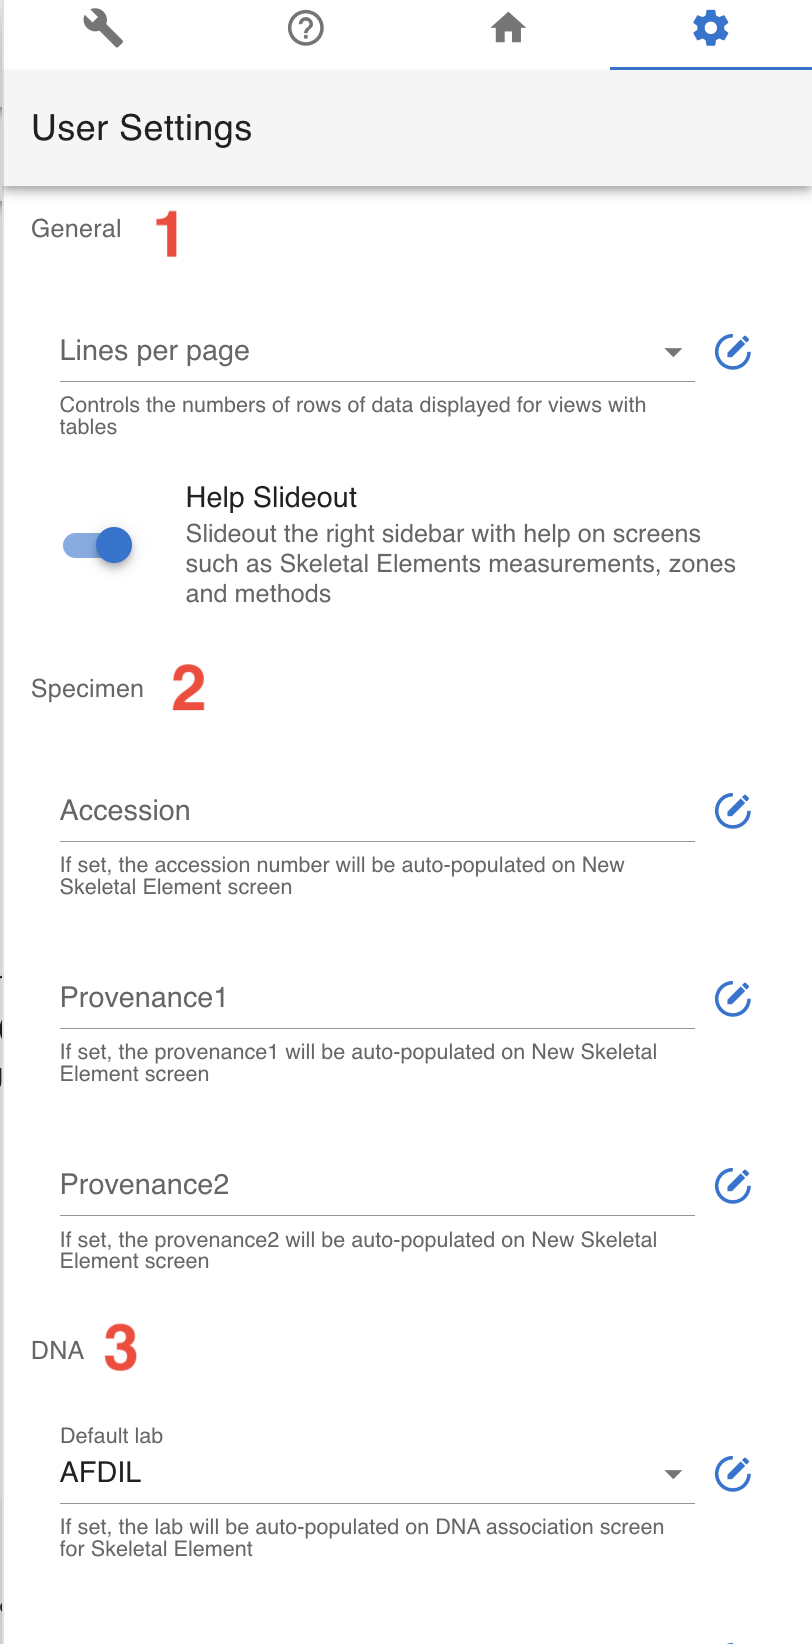 User Settings
General 1
Lines per page
Controls the numbers of rows of data displayed for views with
tables
Help Slideout
Slideout the right sidebar with help on screens
such as Skeletal Elements measurements, zones
and methods
Specimen 2
Accession
If set, the accession number will be auto-populated on New
Skeletal Element screen
Provenance1
If set, the provenance1 will be auto-populated on New Skeletal
Element screen
Provenance2
If set, the provenance2 will be auto-populated on New Skeletal
Element screen
DNA 3
Default lab
AFDIL
If set, the lab will be auto-populated on DNA association screen
for Skeletal Element